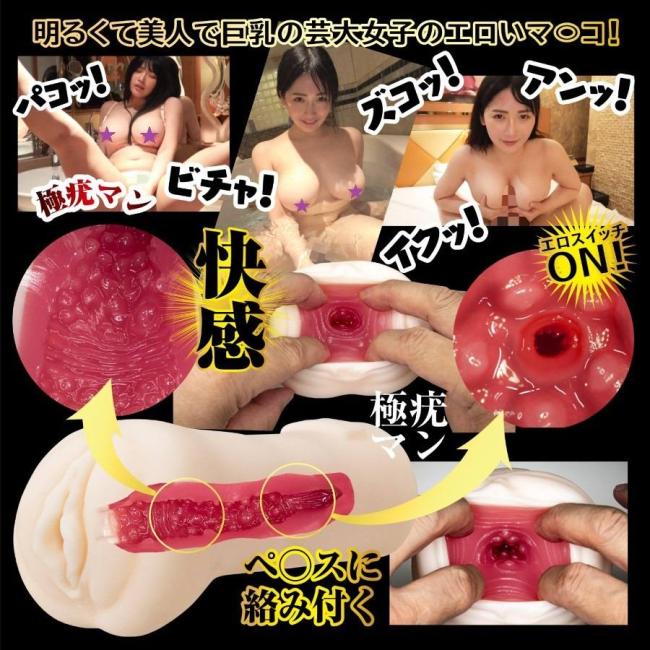 明るくて美人で巨乳の芸大女子のエロいマ〇コ!
パコッ!
ズコッ!
アンッ!
極疣マン
ビチャ!
イフッ!
エロスイッチ
ON!
快感
極疣
マン
ペ〇スに
絡み付く